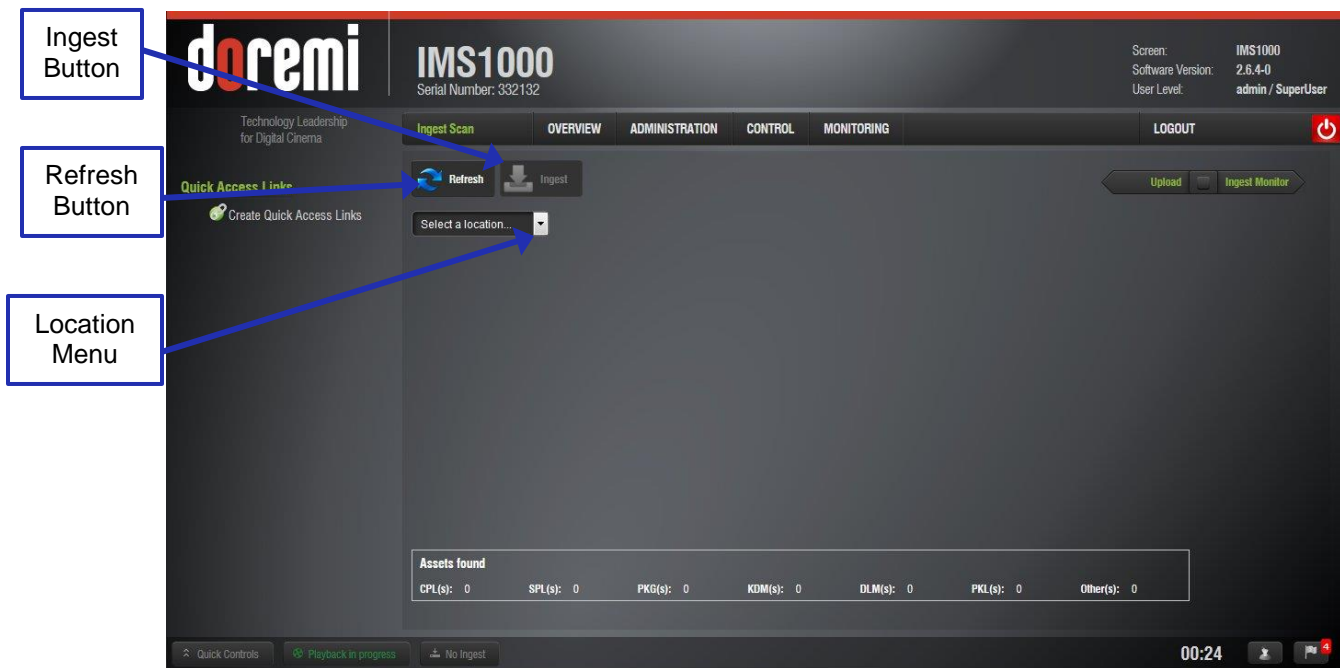 Ingest
Button
Refresh
Button
Location
Menu
doremi
Technology Leadership
for Digital Cinema
IMS1000
Serial Number: 332132
Screen: IMS1000
Software Version: 2.6.4-0
User Level: admin / SuperUser
Ingest Scan OVERVIEW ADMINISTRATION CONTROL MONITORING LOGOUT
Quick Access Links
Create Quick Access Links
Refresh Ingest
Upload Ingest Monitor
Select a location...
Assets found
CPL(s): 0 SPL(s): 0 PKG(s): 0 KDM(s): 0 DLM(s): 0 PKL(s): 0 Other(s): 0
Quick Controls Playback in progress No Ingest 00:24 4